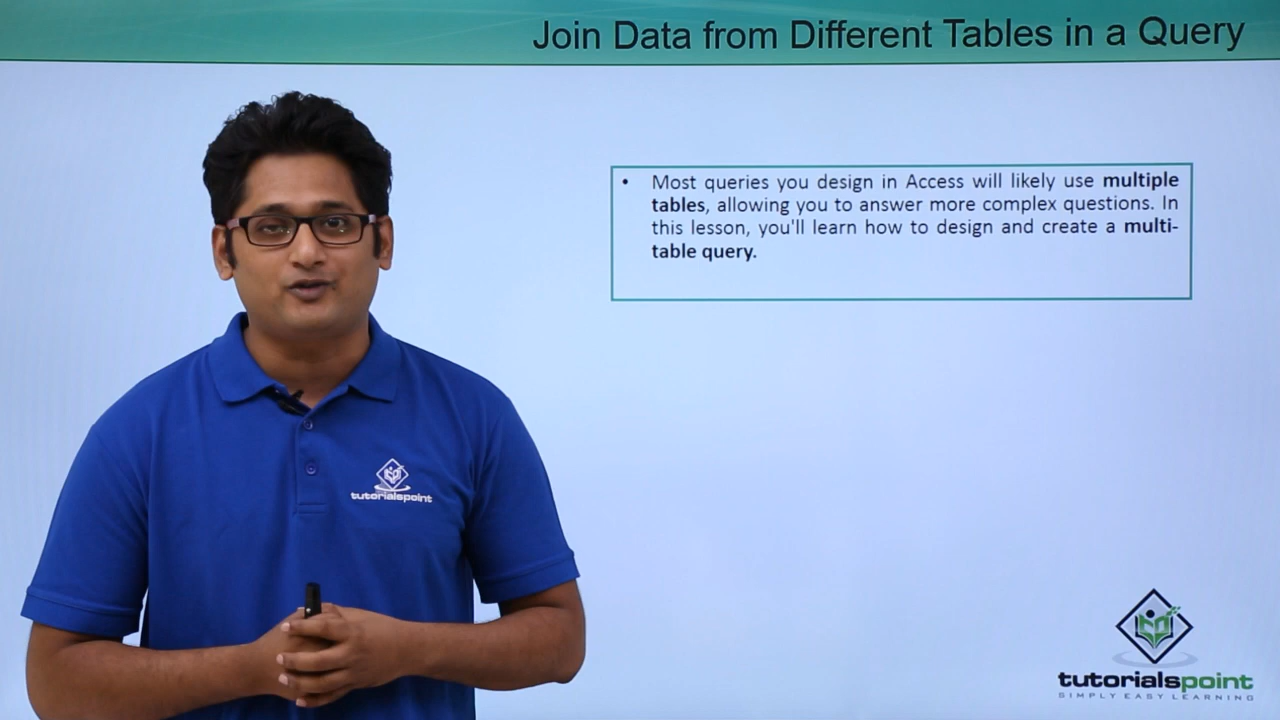 Join Data from Different Tables in a Query
• Most queries you design in Access will likely use multiple
tables, allowing you to answer more complex questions. In
this lesson, you'll learn how to design and create a multi-
table query.
tutorialspoint
tutorialspoint
SIMPLY EASY LEARNING